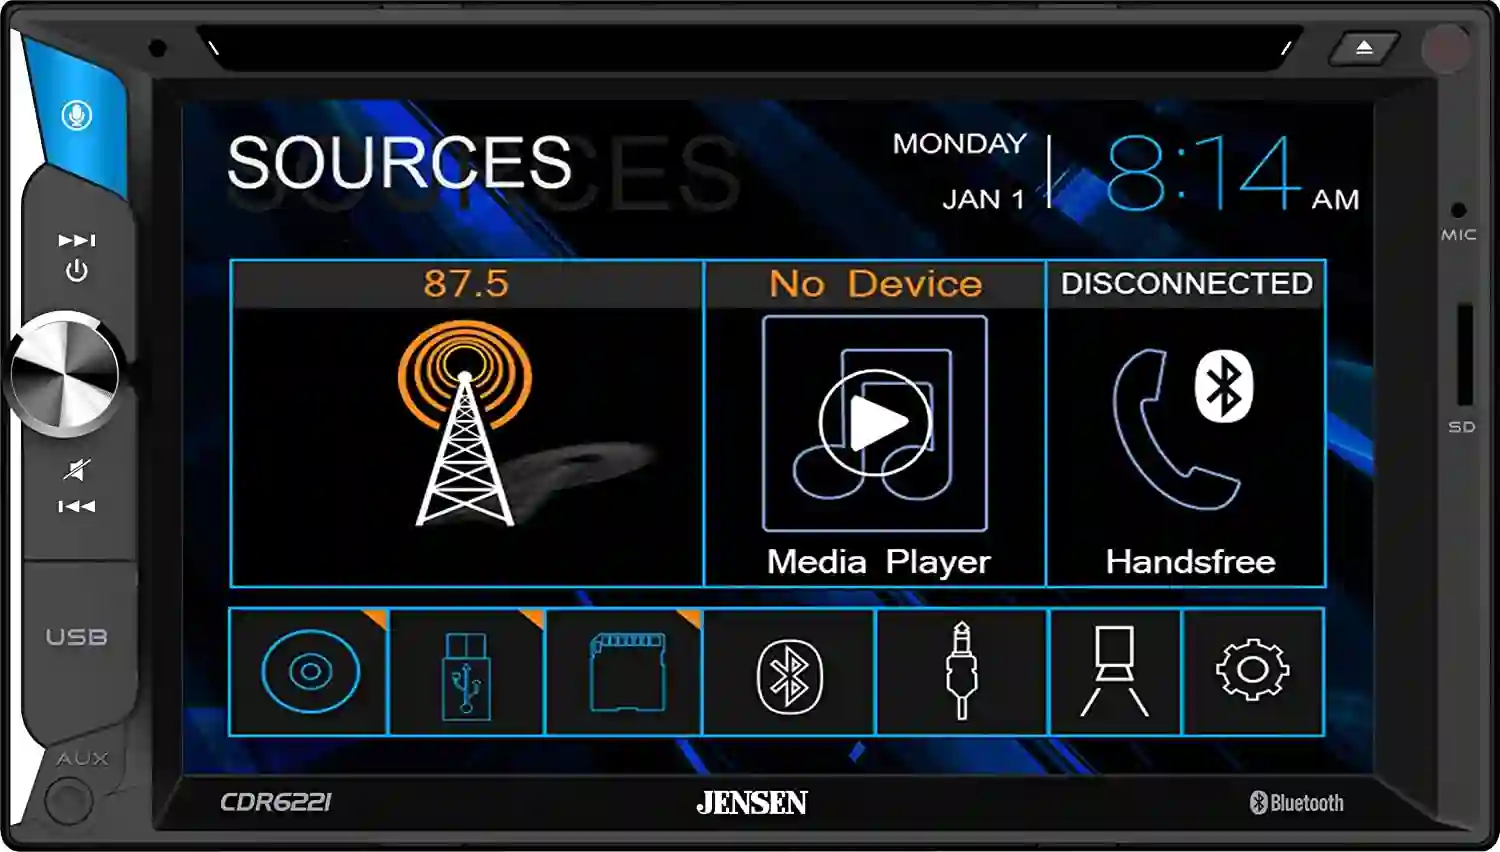 SOURCES
MONDAY
JAN 1
8:14 AM
MIC
87.5
No Device
DISCONNECTED
SD
Media Player
Handsfree
USB
AUX
CDR6221
JENSEN
Bluetooth